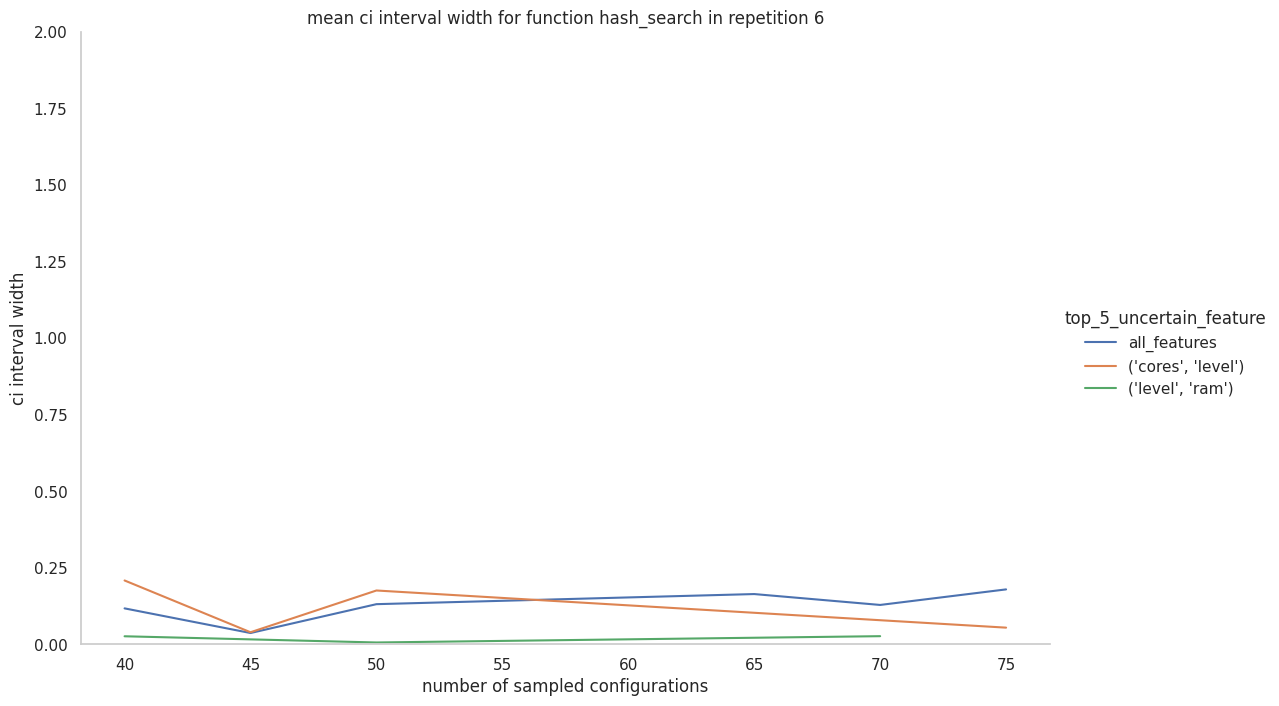 mean ci interval width for function hash_search in repetition 6
2.00
1.75
1.50
1.25
1.00
0.75
0.50
0.25
0.00
ci interval width
40 45 50 55 60 65 70 75
number of sampled configurations
top_5_uncertain_feature
all_features
('cores', 'level')
('level', 'ram')